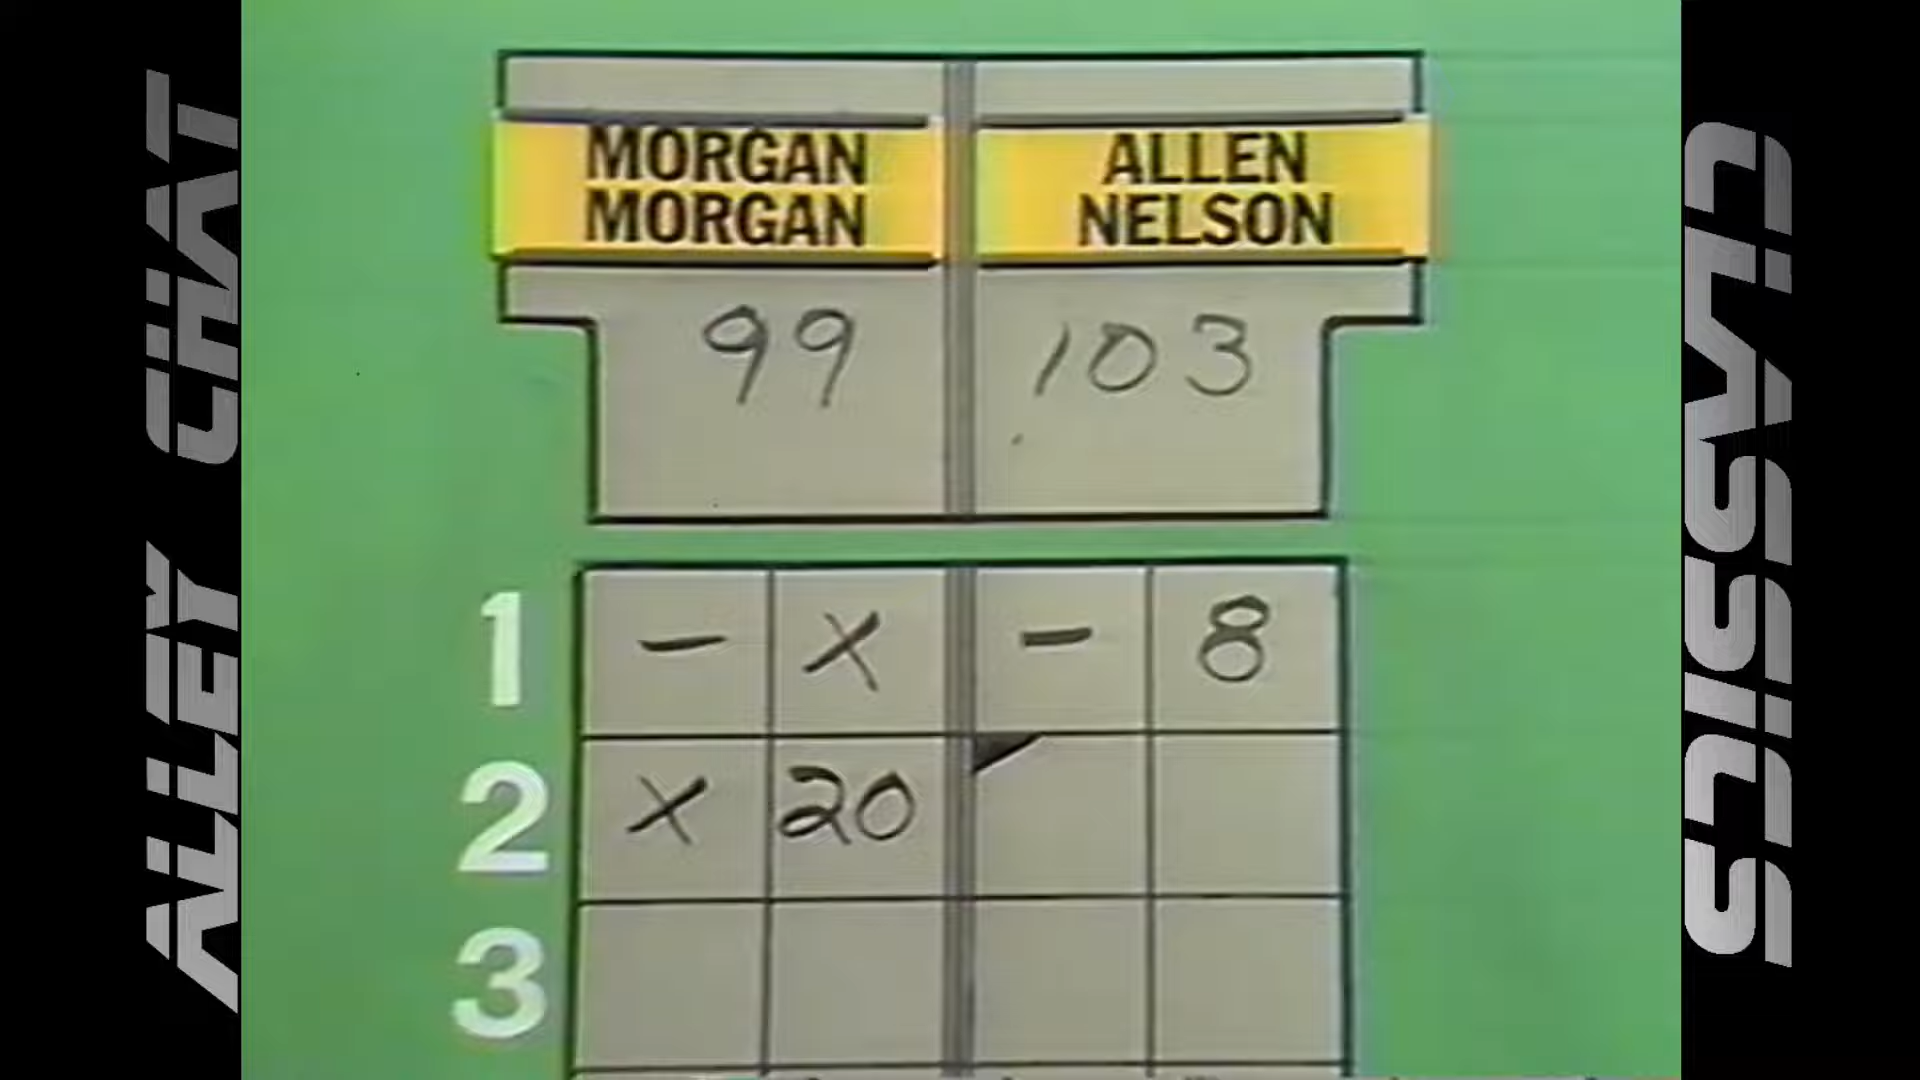 ALLEY CHAT
MORGAN MORGAN
ALLEN NELSON
99 103
1 - X - 8
2 X 20
3
CLASSICS